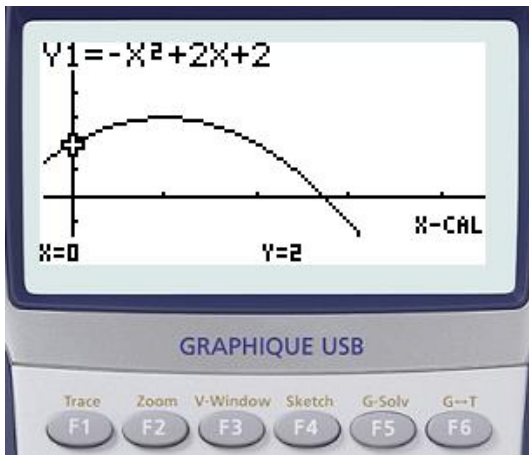 Y1=-X²+2X+2
X-CAL
X=0 Y=2
GRAPHIQUE USB
Trace Zoom V-Window Sketch G-Solv G↔T
F1 F2 F3 F4 F5 F6